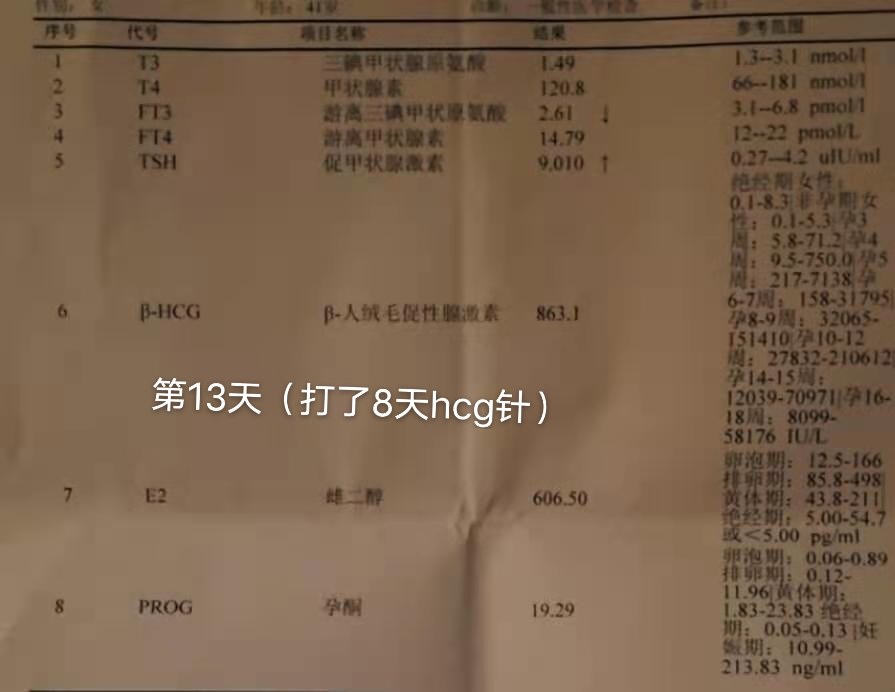 性别: 女 年龄: 41岁 诊断: 一般性医学检查 备注:
序号 代号 项目名称 结果 参考范围
1 T3 三碘甲状腺原氨酸 1.49 1.3--3.1 nmol/l
2 T4 甲状腺素 120.8 66--181 nmol/l
3 FT3 游离三碘甲状原氨酸 2.61 ↓ 3.1--6.8 pmol/l
4 FT4 游离甲状腺素 14.79 12--22 pmol/L
5 TSH 促甲状腺激素 9.010 ↑ 0.27--4.2 uIU/ml
绝经期女性:
0.1-8.3|非孕期女
性: 0.1-5.3|孕3
周: 5.8-71.2|孕4
周: 9.5-750.0|孕5
周: 217-7138|孕
6-7周: 158-31795|
6 β-HCG β-人绒毛促性腺激素 863.1
孕8-9周: 32065-
151410|孕10-12
周: 27832-210612|
孕14-15周:
12039-70971|孕16-
18周: 8099-
58176 IU/L
第13天（打了8天hcg针）
卵泡期: 12.5-166
排卵期: 85.8-498|
7 E2 雌二醇 606.50
黄体期: 43.8-211|
绝经期: 5.00-54.7
或<5.00 pg/ml
卵泡期: 0.06-0.89
排卵期: 0.12-
11.96|黄体期:
8 PROG 孕酮 19.29
1.83-23.83 绝经
期: 0.05-0.13 |妊
娠期: 10.99-
213.83 ng/ml